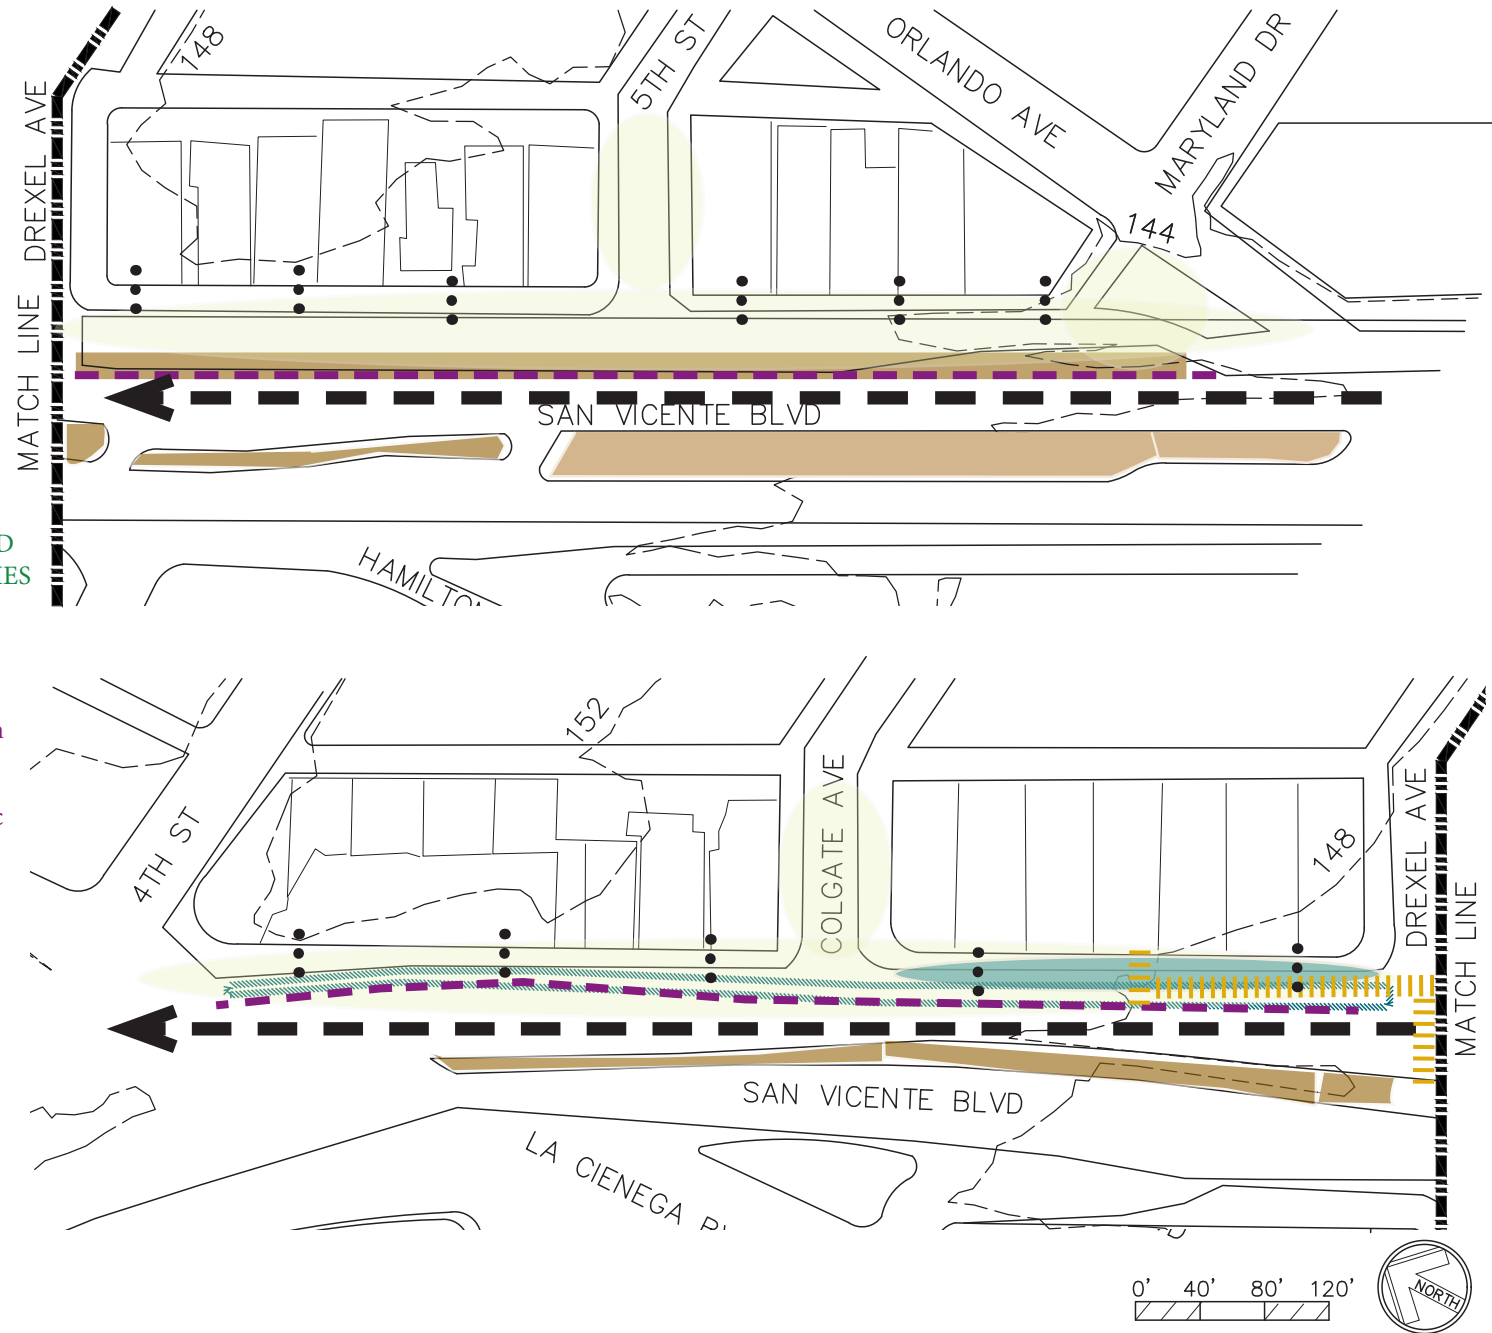 148
5TH ST
ORLANDO AVE
MARYLAND DR
144
MATCH LINE DREXEL AVE
SAN VICENTE BLVD
D
IES
HAMILTON
152
4TH ST
COLGATE AVE
148
DREXEL AVE
MATCH LINE
SAN VICENTE BLVD
LA CIENEGA
0' 40' 80' 120'
NORTH